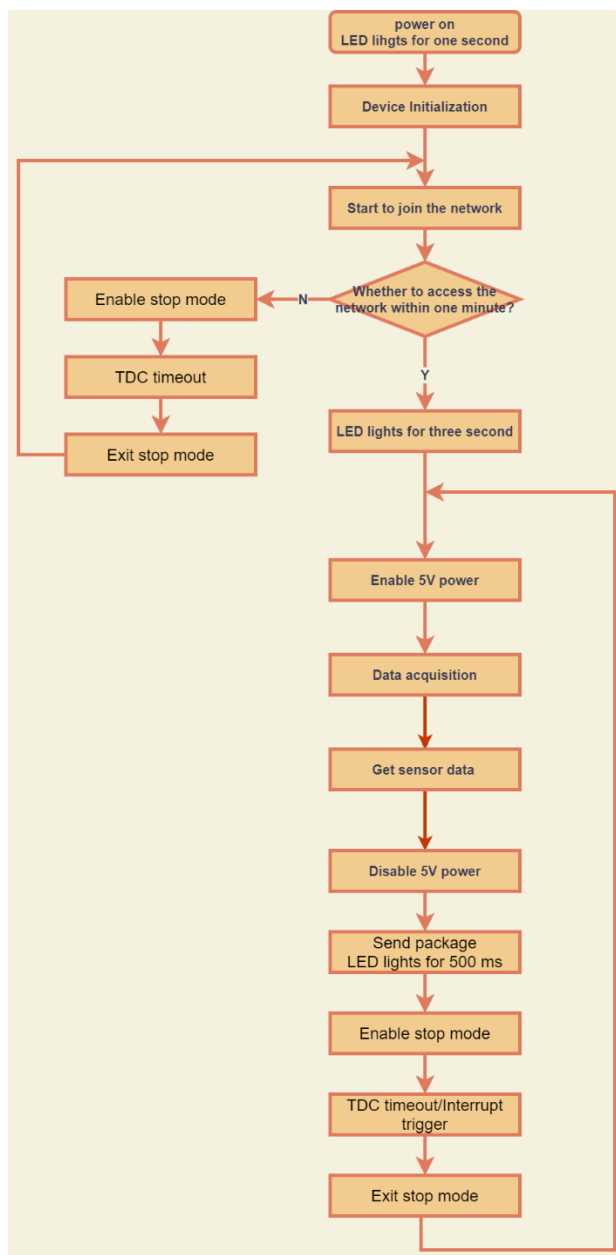 power on
LED lihgts for one second
Device Initialization
Start to join the network
Whether to access the
network within one minute?
N
Enable stop mode
TDC timeout
Exit stop mode
Y
LED lights for three second
Enable 5V power
Data acquisition
Get sensor data
Disable 5V power
Send package
LED lights for 500 ms
Enable stop mode
TDC timeout/Interrupt
trigger
Exit stop mode